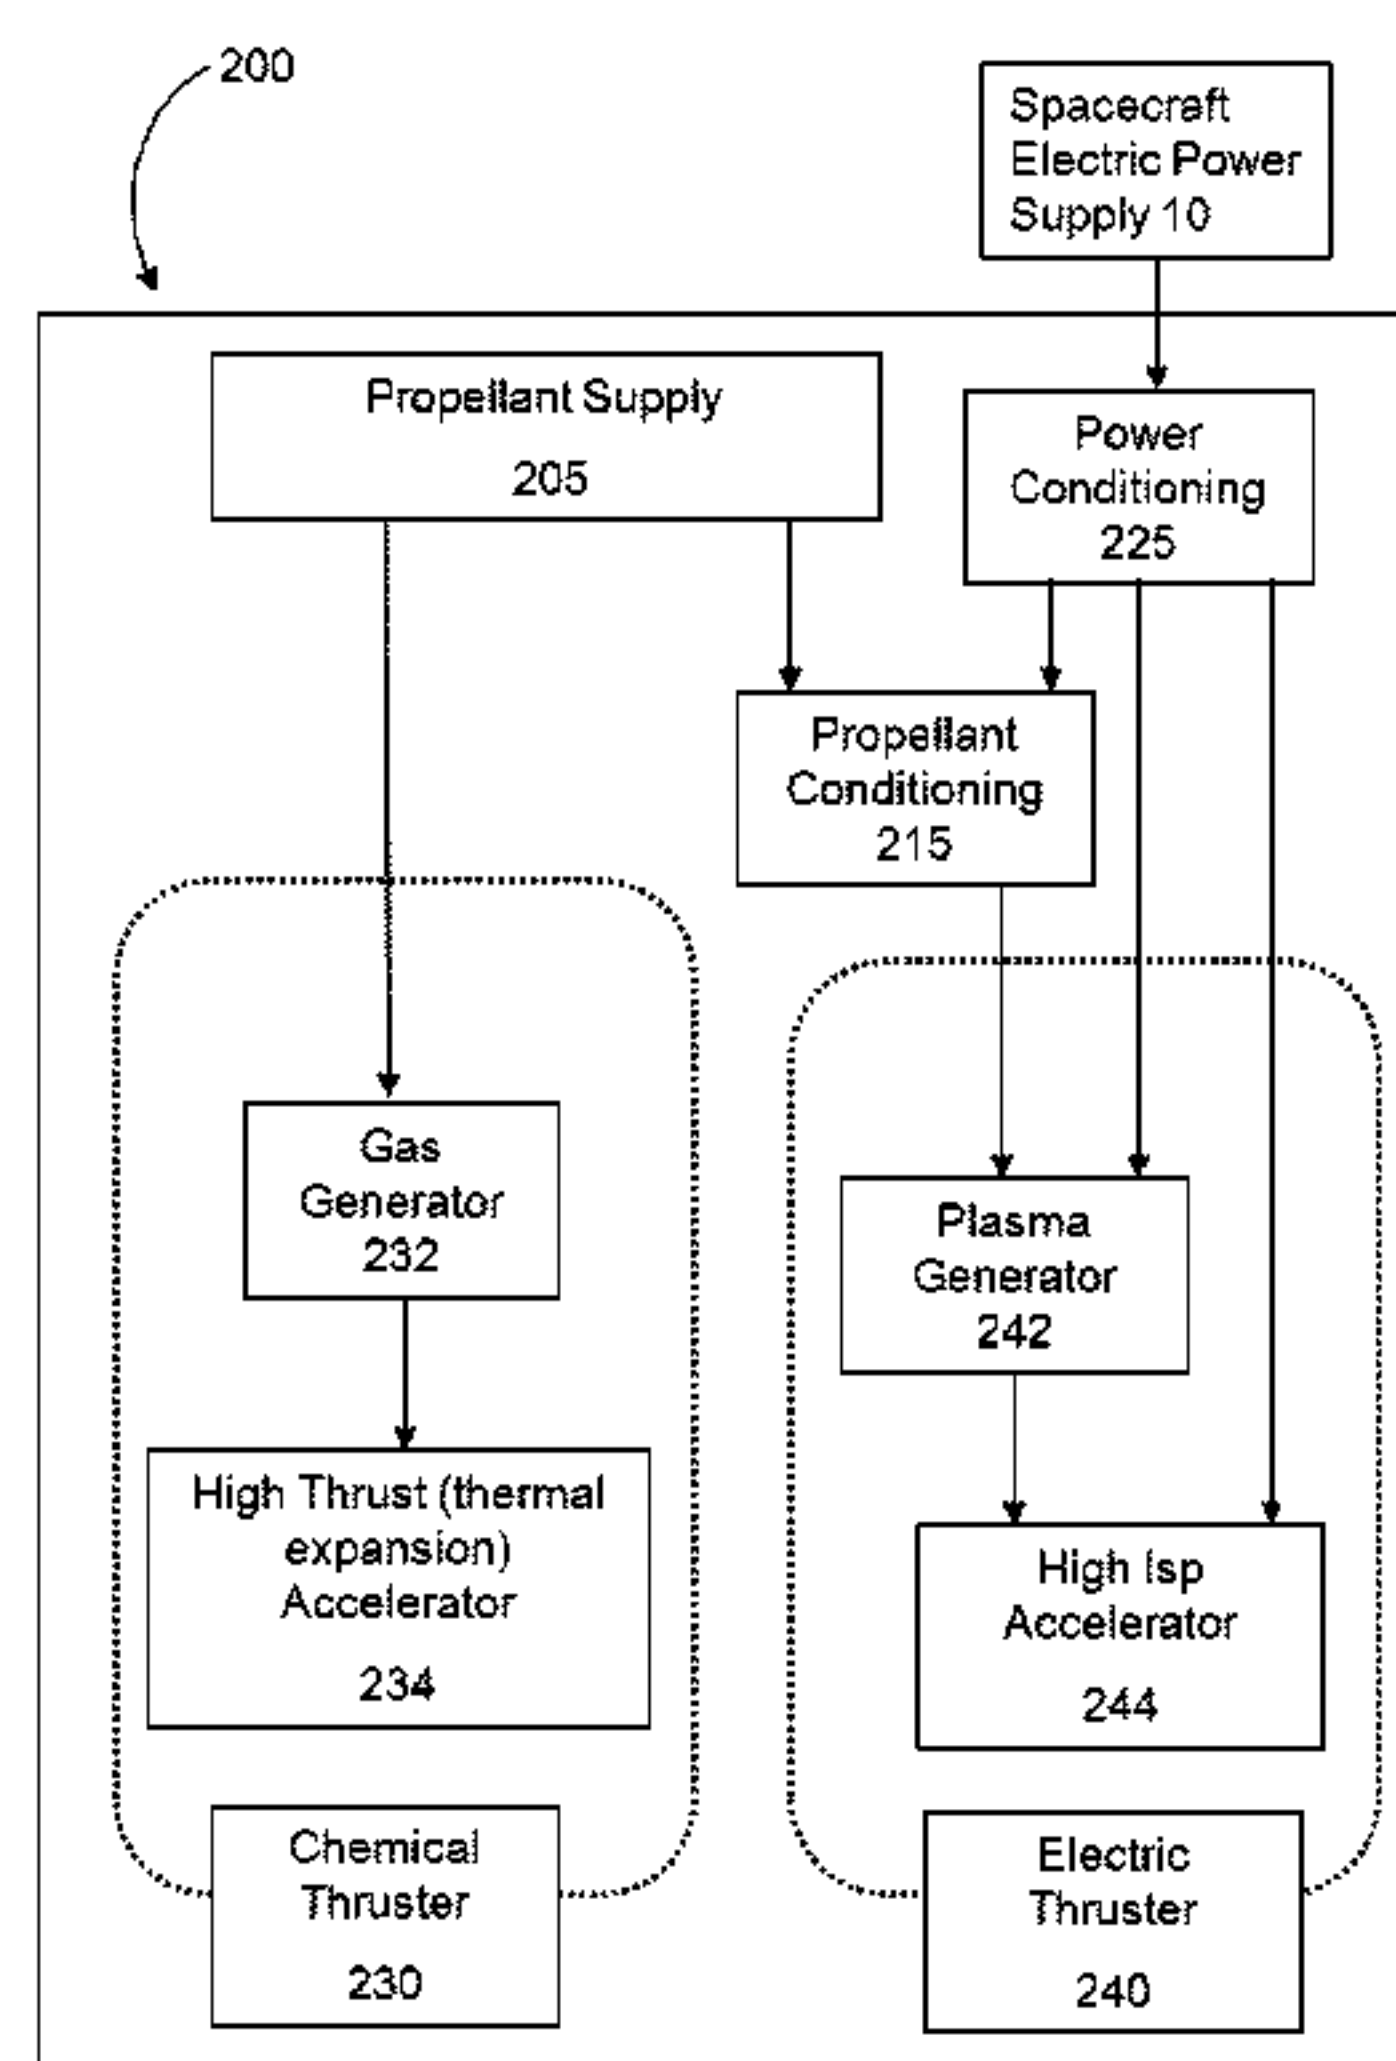 200
Spacecraft
Electric Power
Supply 10
Propellant Supply
205
Power
Conditioning
225
Propellant
Conditioning
215
Gas
Generator
232
Plasma
Generator
242
High Thrust (thermal
expansion)
Accelerator
234
High Isp
Accelerator
244
Chemical
Thruster
230
Electric
Thruster
240